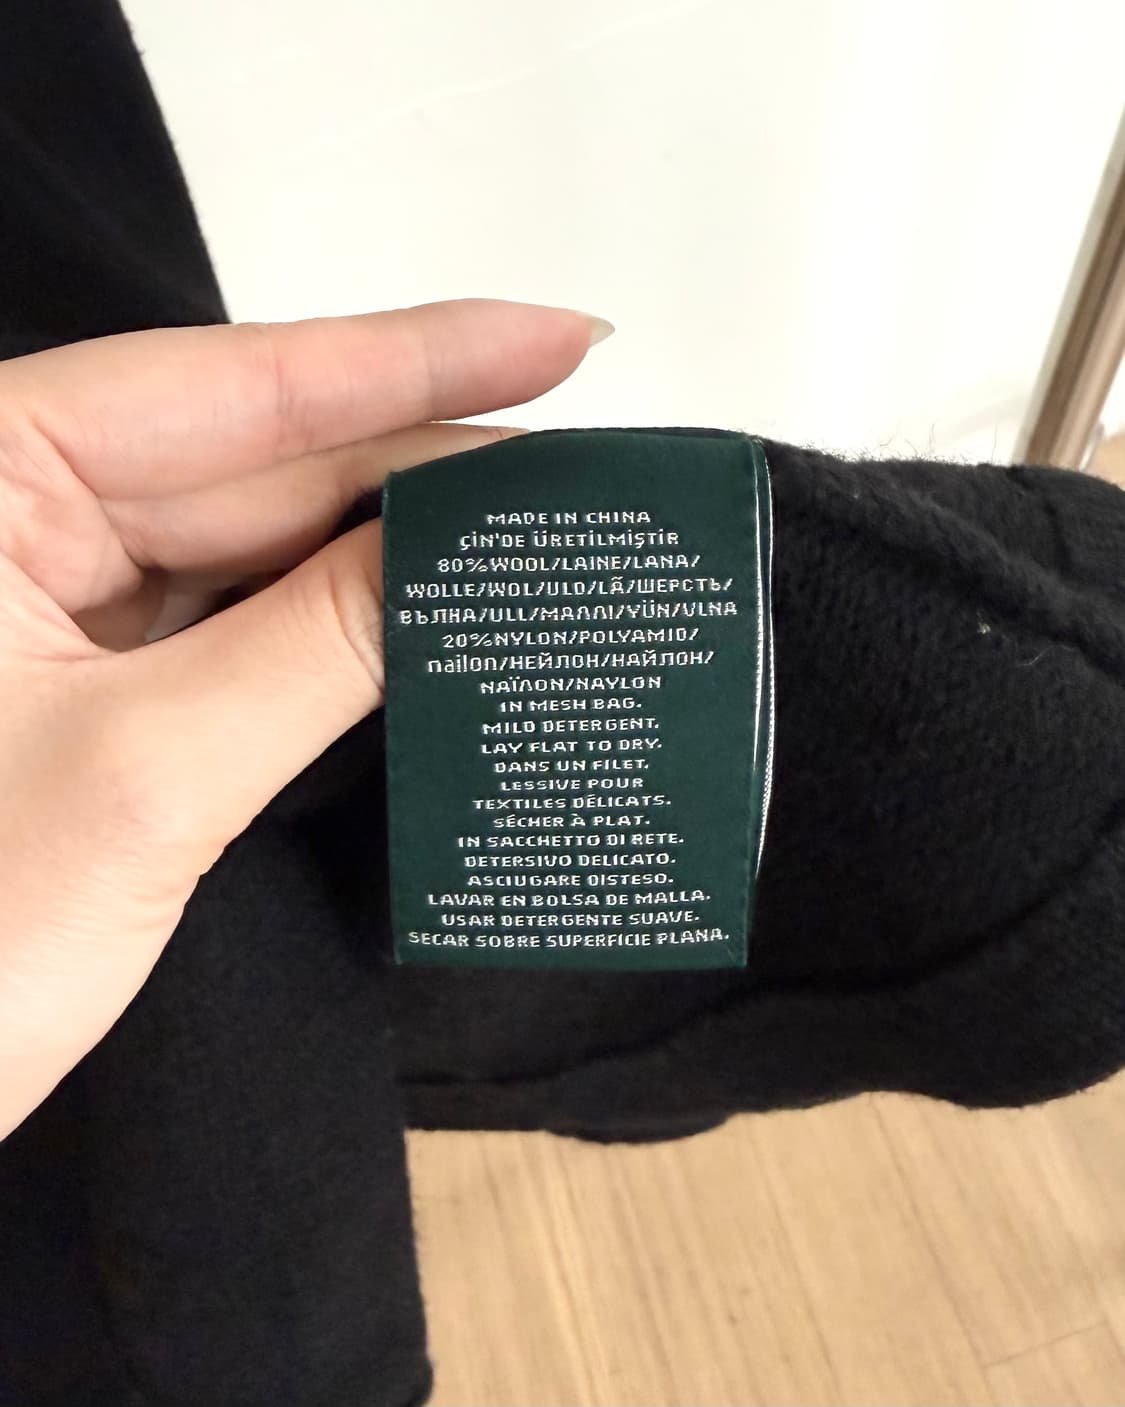 MADE IN CHINA
ÇİN'DE ÜRETİLMİŞTİR
80%WOOL/LAINE/LANA/
WOLLE/WOL/ULD/LÃ/ШЕРСТЬ/
ВЪЛНА/ULL/ΜΑΛΛΙ/YÜN/VLNA
20%NYLON/POLYAMID/
nailon/НЕЙЛОН/НАЙЛОН/
ΝΑΪΛΟΝ/NAYLON
IN MESH BAG.
MILD DETERGENT.
LAY FLAT TO DRY.
DANS UN FILET.
LESSIVE POUR
TEXTILES DÉLICATS.
SÉCHER À PLAT.
IN SACCHETTO DI RETE.
DETERSIVO DELICATO.
ASCIUGARE DISTESO.
LAVAR EN BOLSA DE MALLA.
USAR DETERGENTE SUAVE.
SECAR SOBRE SUPERFICIE PLANA.